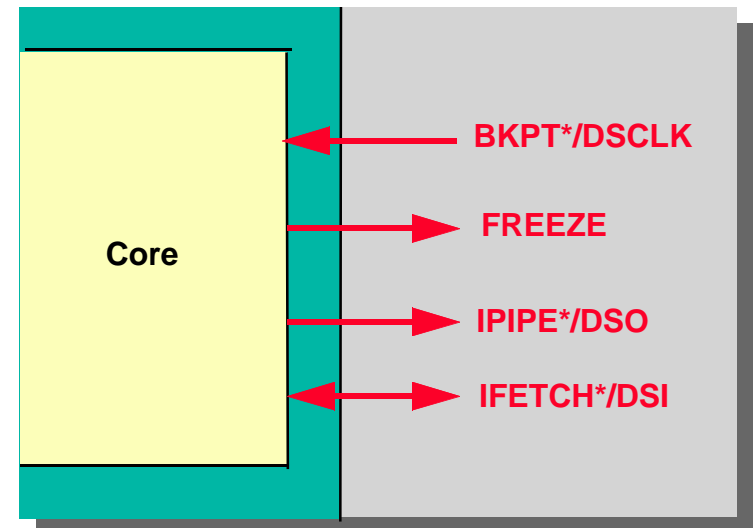 BKPT*/DSCLK
FREEZE
Core
IPIPE*/DSO
IFETCH*/DSI